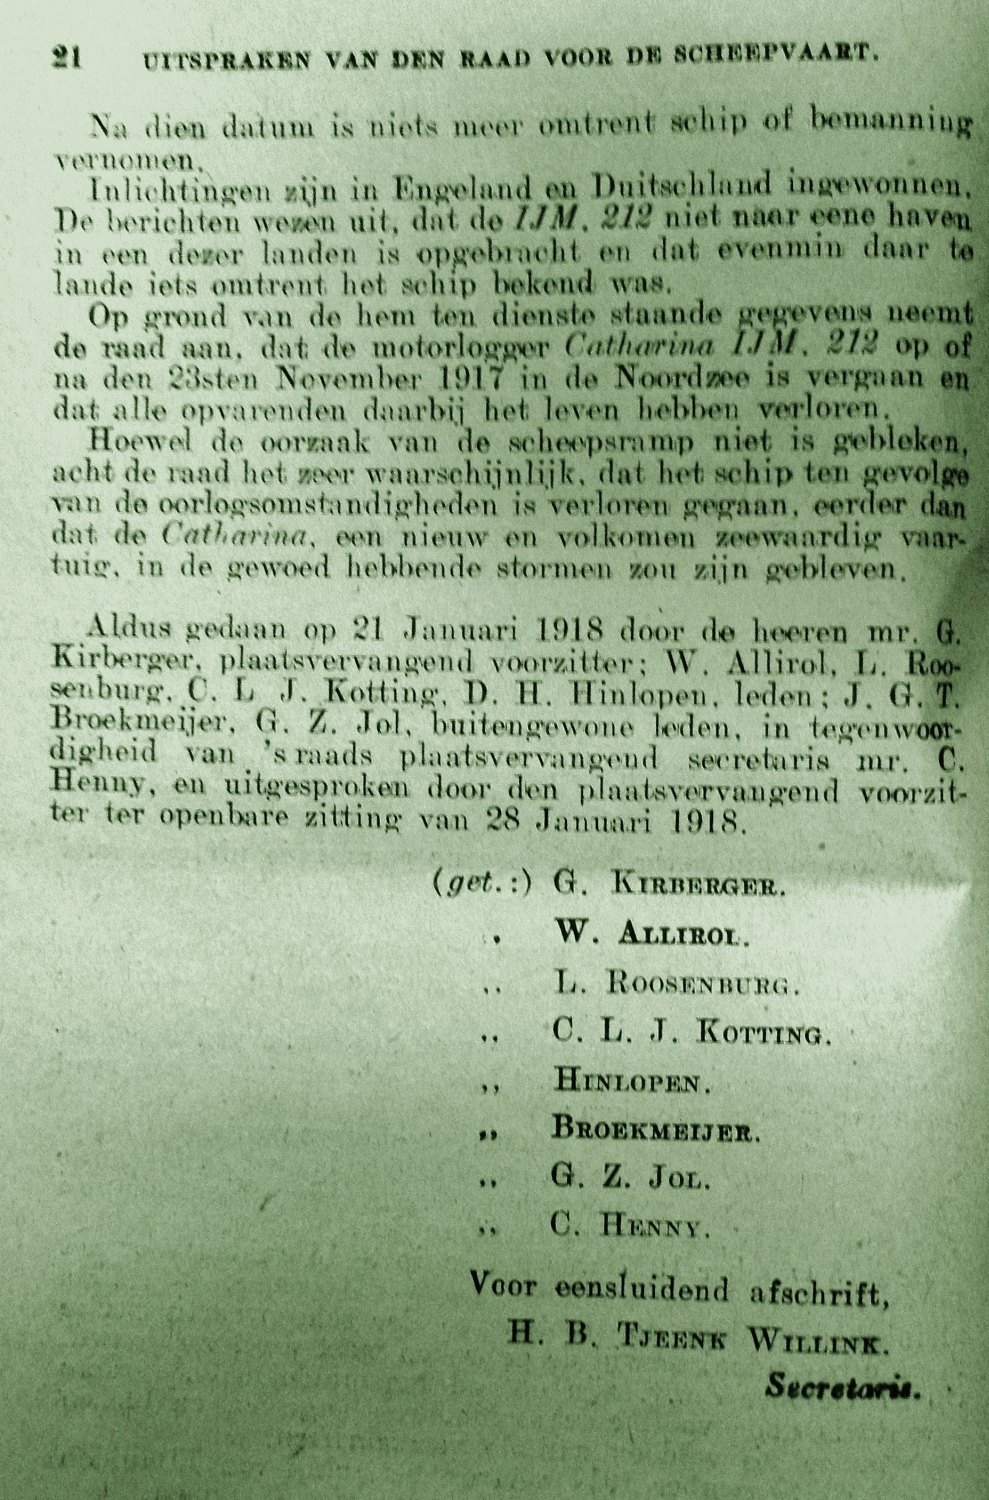 21 UITSPRAKEN VAN DEN RAAD VOOR DE SCHEEPVAART.
Na dien datum is niets meer omtrent schip of bemanning
vernomen.
Inlichtingen zijn in Engeland en Duitschland ingewonnen.
De berichten wezen uit, dat de IJM. 212 niet naar eene haven
in een dezer landen is opgebracht en dat evenmin daar te
lande iets omtrent het schip bekend was.
Op grond van de hem ten dienste staande gegevens neemt
de raad aan, dat de motorlogger Catharina IJM. 212 op of
na den 23sten November 1917 in de Noordzee is vergaan en
dat alle opvarenden daarbij het leven hebben verloren.
Hoewel de oorzaak van de scheepsramp niet is gebleken,
acht de raad het zeer waarschijnlijk, dat het schip ten gevolge
van de oorlogsomstandigheden is verloren gegaan, eerder dan
dat de Catharina, een nieuw en volkomen zeewaardig vaar-
tuig, in de gewoed hebbende stormen zou zijn gebleven.
Aldus gedaan op 21 Januari 1918 door de heeren mr. G.
Kirberger, plaatsvervangend voorzitter; W. Allirol, L. Roo-
senburg, C. L J. Kotting, D. H. Hinlopen, leden; J. G. T.
Broekmeijer, G. Z. Jol, buitengewone leden, in tegenwoor-
digheid van 's raads plaatsvervangend secretaris mr. C.
Henny, en uitgesproken door den plaatsvervangend voorzit-
ter ter openbare zitting van 28 Januari 1918.
(get.:) G. KIRBERGER.
„ W. ALLIROL.
„ L. ROOSENBURG.
„ C. L. J. KOTTING.
„ HINLOPEN.
„ BROEKMEIJER.
„ G. Z. JOL.
„ C. HENNY.
Voor eensluidend afschrift,
H. B. TJEENK WILLINK.
Secretaris.